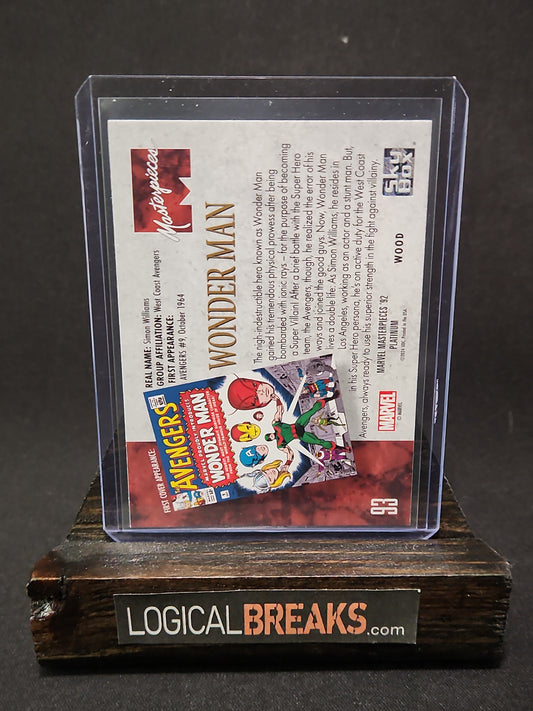 Masterpieces
SKYBOX
WONDER MAN
REAL NAME: Simon Williams
GROUP AFFILIATION: West Coast Avengers
FIRST APPEARANCE:
AVENGERS #9, October 1964
The nigh-indestructible hero known as Wonder Man
gained his tremendous physical prowess after being
bombarded with ionic rays – for the purpose of becoming
a Super Villain! After a brief battle with the Super Hero
team, the Avengers, though, he realized the error of his
ways and joined the good guys. Now, Wonder Man
lives a double life: As Simon Williams, he resides in
Los Angeles, working as an actor and a stunt man. But,
in his Super Hero persona, he's on active duty for the West Coast
Avengers, always ready to use his superior strength in the fight against villainy.
FIRST COVER APPEARANCE:
AVENGERS
MARVEL PROUDLY INTRODUCES
WONDER MAN
MARVEL MASTERPIECES '92
PLATINUM
WOOD
MARVEL
© MARVEL
93
LOGICALBREAKS.com